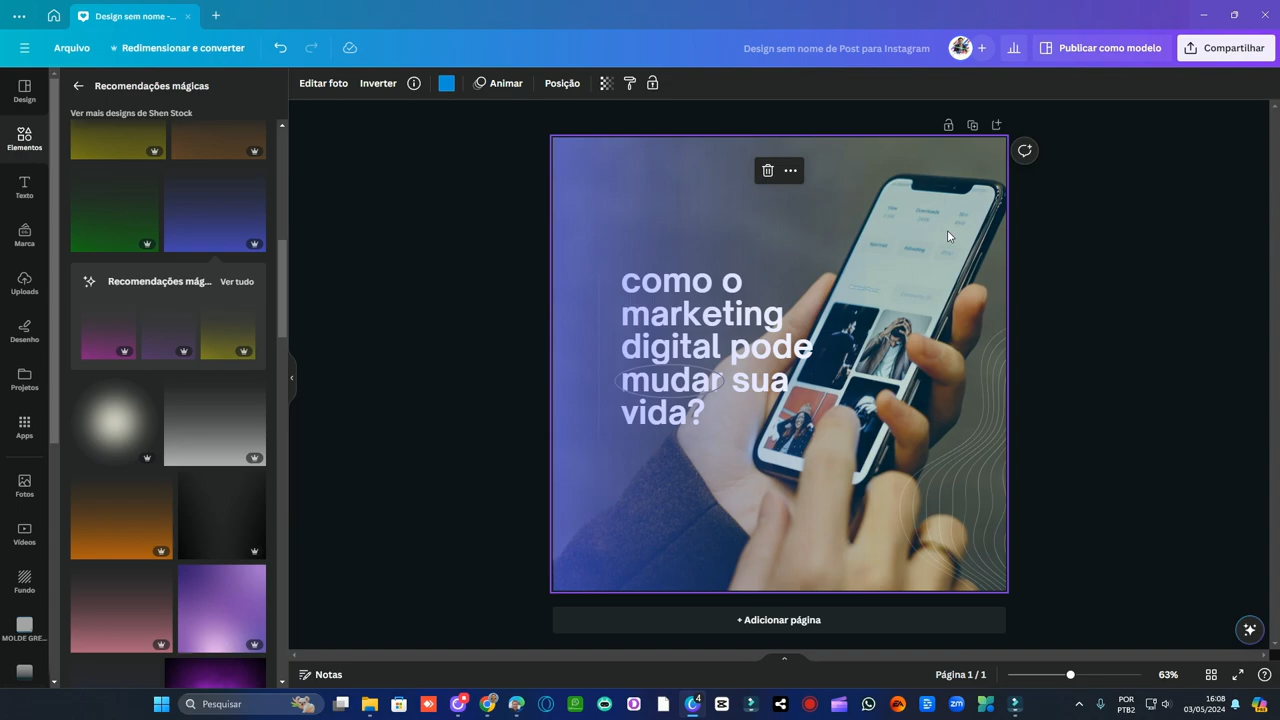 Design sem nome -...
Arquivo
Redimensionar e converter
Design sem nome de Post para Instagram
Publicar como modelo
Compartilhar
Design
Elementos
Texto
Marca
Uploads
Desenho
Projetos
Apps
Fotos
Vídeos
Fundo
MOLDE GRE...
Recomendações mágicas
Ver mais designs de Shen Stock
Recomendações mág...
Ver tudo
Editar foto
Inverter
Animar
Posição
como o
marketing
digital pode
mudar sua
vida?
+ Adicionar página
Notas
Página 1 / 1
63%
Pesquisar
4
POR
PTB2
16:08
03/05/2024